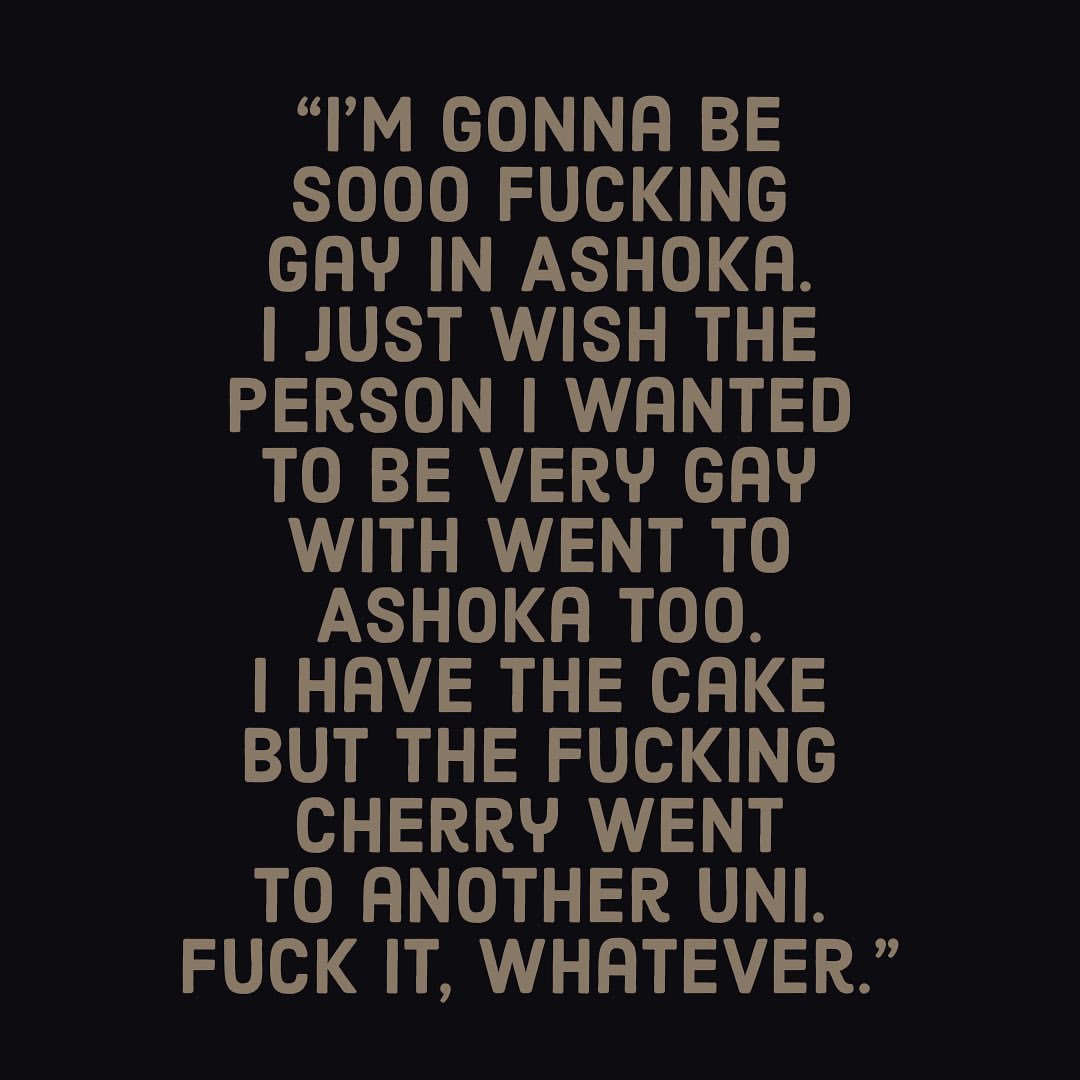 “I’M GONNA BE
SOOO FUCKING
GAY IN ASHOKA.
I JUST WISH THE
PERSON I WANTED
TO BE VERY GAY
WITH WENT TO
ASHOKA TOO.
I HAVE THE CAKE
BUT THE FUCKING
CHERRY WENT
TO ANOTHER UNI.
FUCK IT, WHATEVER.”